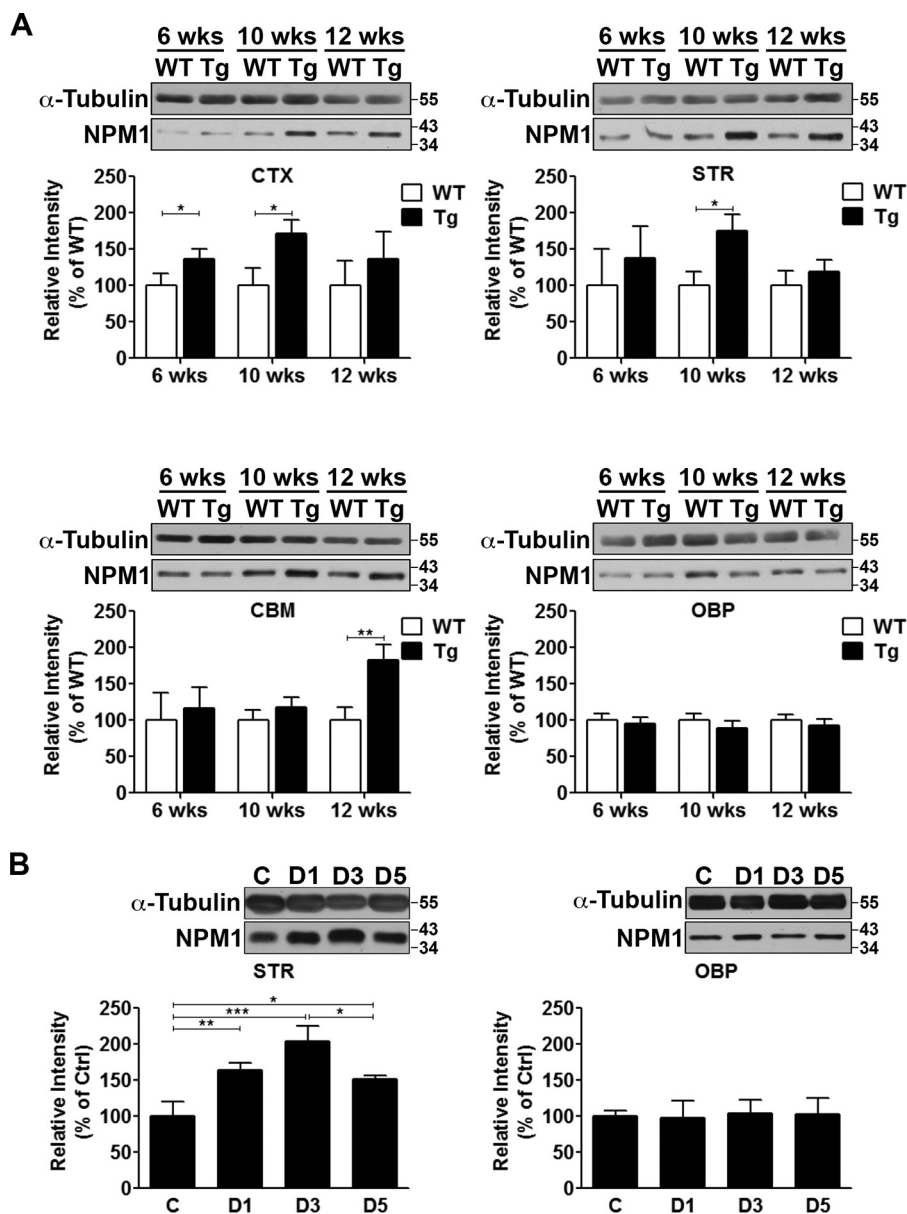 A
6 wks 10 wks 12 wks
WT Tg WT Tg WT Tg
α-Tubulin 55
NPM1 43
34
CTX
WT
Tg
Relative Intensity
(% of WT)
250
200
150
100
50
0
* *
6 wks 10 wks 12 wks
6 wks 10 wks 12 wks
WT Tg WT Tg WT Tg
α-Tubulin 55
NPM1 43
34
STR
WT
Tg
Relative Intensity
(% of WT)
250
200
150
100
50
0
*
6 wks 10 wks 12 wks
6 wks 10 wks 12 wks
WT Tg WT Tg WT Tg
α-Tubulin 55
NPM1 43
34
CBM
WT
Tg
Relative Intensity
(% of WT)
250
200
150
100
50
0
**
6 wks 10 wks 12 wks
6 wks 10 wks 12 wks
WT Tg WT Tg WT Tg
α-Tubulin 55
NPM1 43
34
OBP
WT
Tg
Relative Intensity
(% of WT)
250
200
150
100
50
0
6 wks 10 wks 12 wks
B
C D1 D3 D5
α-Tubulin 55
NPM1 43
34
STR
Relative Intensity
(% of Ctrl)
250
200
150
100
50
0
*
*** *
**
C D1 D3 D5
C D1 D3 D5
α-Tubulin 55
NPM1 43
34
OBP
Relative Intensity
(% of Ctrl)
250
200
150
100
50
0
C D1 D3 D5